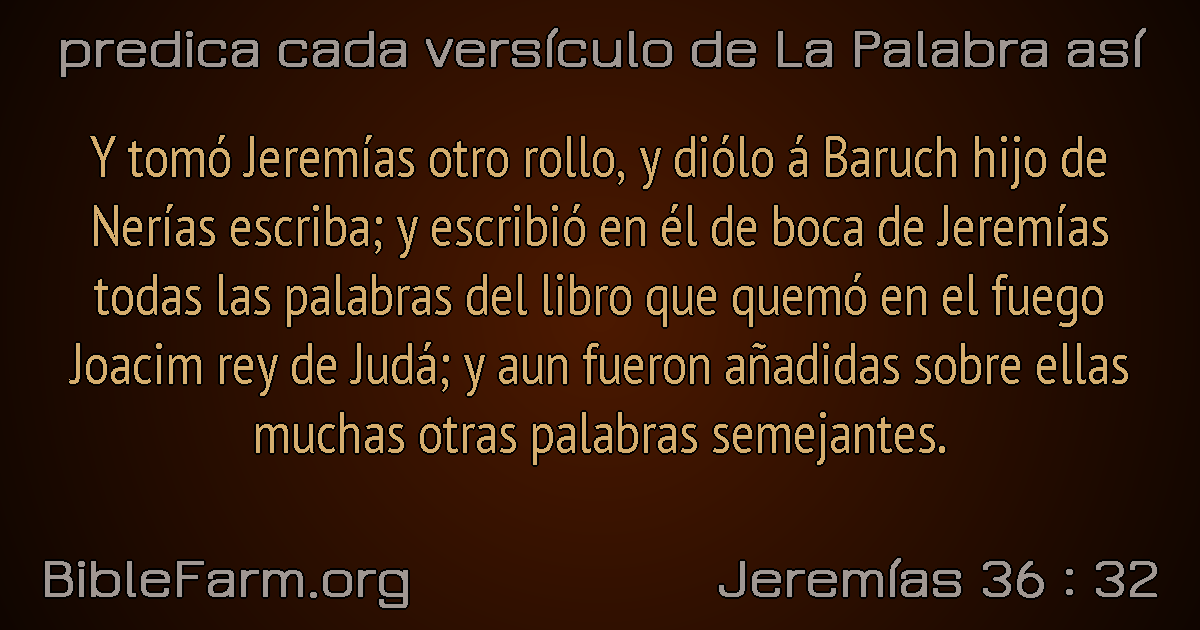 predica cada versículo de La Palabra así
Y tomó Jeremías otro rollo, y diólo á Baruch hijo de
Nerías escriba; y escribió en él de boca de Jeremías
todas las palabras del libro que quemó en el fuego
Joacim rey de Judá; y aun fueron añadidas sobre ellas
muchas otras palabras semejantes.
BibleFarm.org
Jeremías 36 : 32